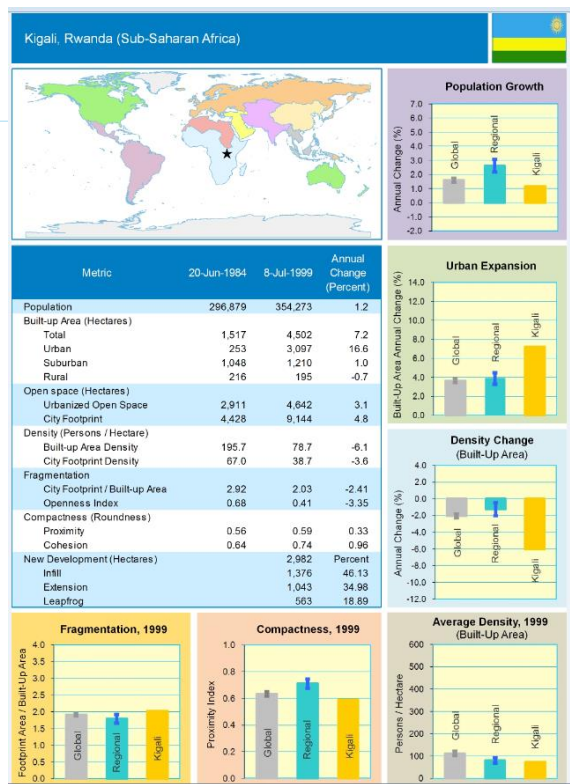 Kigali, Rwanda (Sub-Saharan Africa)
Population Growth
Annual Change (%)
7.0
6.0
5.0
4.0
3.0
2.0
1.0
0.0
-1.0
-2.0
Global
Regional
Kigali
Metric 20-Jun-1984 8-Jul-1999 Annual Change (Percent)
Population 296,879 354,273 1.2
Built-up Area (Hectares)
Total 1,517 4,502 7.2
Urban 253 3,097 16.6
Suburban 1,048 1,210 1.0
Rural 216 195 -0.7
Open space (Hectares)
Urbanized Open Space 2,911 4,642 3.1
City Footprint 4,428 9,144 4.8
Density (Persons / Hectare)
Built-up Area Density 195.7 78.7 -6.1
City Footprint Density 67.0 38.7 -3.6
Fragmentation
City Footprint / Built-up Area 2.92 2.03 -2.41
Openness Index 0.68 0.41 -3.35
Compactness (Roundness)
Proximity 0.56 0.59 0.33
Cohesion 0.64 0.74 0.96
New Development (Hectares) 2,982 Percent
Infill 1,376 46.13
Extension 1,043 34.98
Leapfrog 563 18.89
Urban Expansion
Built-Up Area Annual Change (%)
14.0
12.0
10.0
8.0
6.0
4.0
2.0
0.0
Global
Regional
Kigali
Density Change
(Built-Up Area)
Annual Change (%)
4.0
2.0
0.0
-2.0
-4.0
-6.0
-8.0
-10.0
-12.0
Global
Regional
Kigali
Fragmentation, 1999
Footprint Area / Built-Up Area
4.0
3.5
3.0
2.5
2.0
1.5
1.0
0.5
0.0
Global
Regional
Kigali
Compactness, 1999
Proximity Index
1.0
0.8
0.6
0.4
0.2
0.0
Global
Regional
Kigali
Average Density, 1999
(Built-Up Area)
Persons / Hectare
600
500
400
300
200
100
0
Global
Regional
Kigali